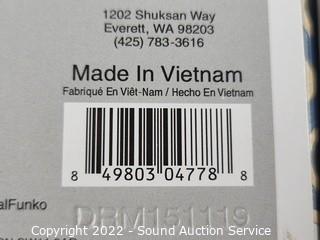 1202 Shuksan Way
Everett, WA 98203
(425) 783-3616
Made In Vietnam
Fabriqué En Viêt-Nam / Hecho En Vietnam
8 49803 04778 8
alFunko
DRM151119
Copyright 2022 - Sound Auction Service